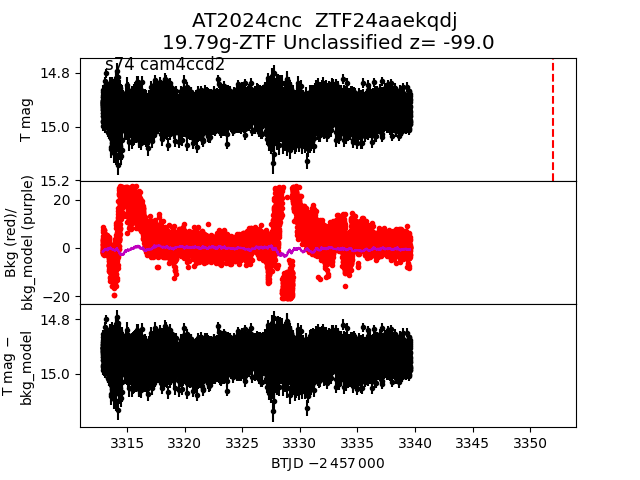 AT2024cnc  ZTF24aaekqdj
19.79g-ZTF Unclassified z= -99.0
s74 cam4ccd2
14.8
15.0
15.2
T mag
20
0
−20
Bkg (red)/
bkg_model (purple)
14.8
15.0
T mag −
bkg_model
3315 3320 3325 3330 3335 3340 3345 3350
BTJD −2 457 000